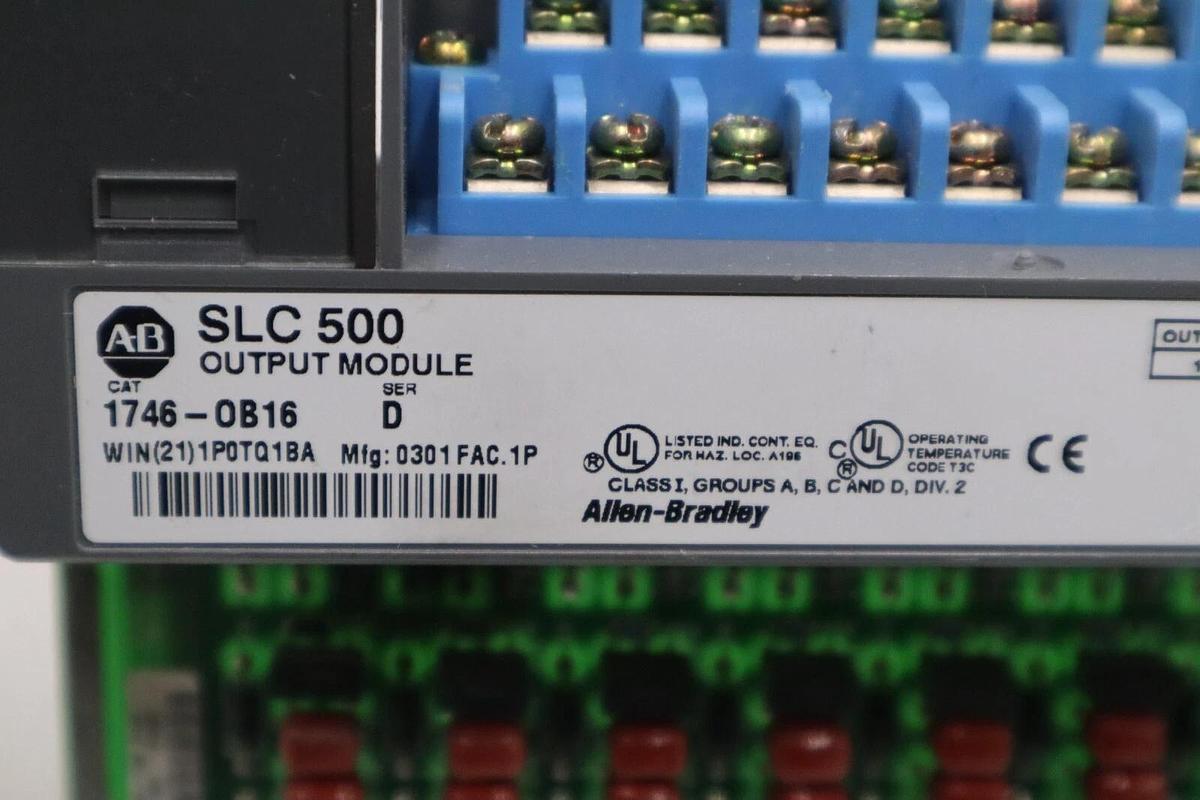 AB SLC 500
OUTPUT MODULE
CAT SER
1746-OB16 D
WIN(21)1P0TQ1BA Mfg:0301 FAC.1P
UL ® LISTED IND. CONT. EQ.
FOR HAZ. LOC. A196
C UL ® OPERATING
TEMPERATURE
CODE T3C
CE
CLASS I, GROUPS A, B, C AND D, DIV. 2
Allen-Bradley
OUT
1